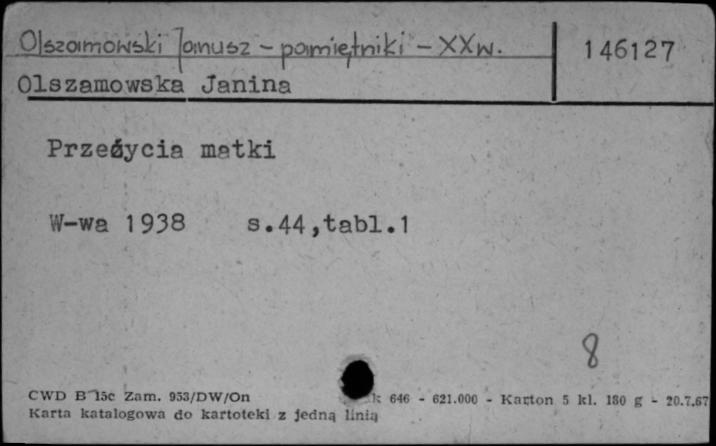 Olszamowski Janusz - pamiętniki - XXw.
146127
Olszamowska Janina
Przeżycia matki
W-wa 1938 s.44,tabl.1
8
CWD B 15c Zam. 953/DW/On k 646 - 621.000 - Karton 5 kl. 180 g - 20.7.67
Karta katalogowa do kartoteki z jedną linią